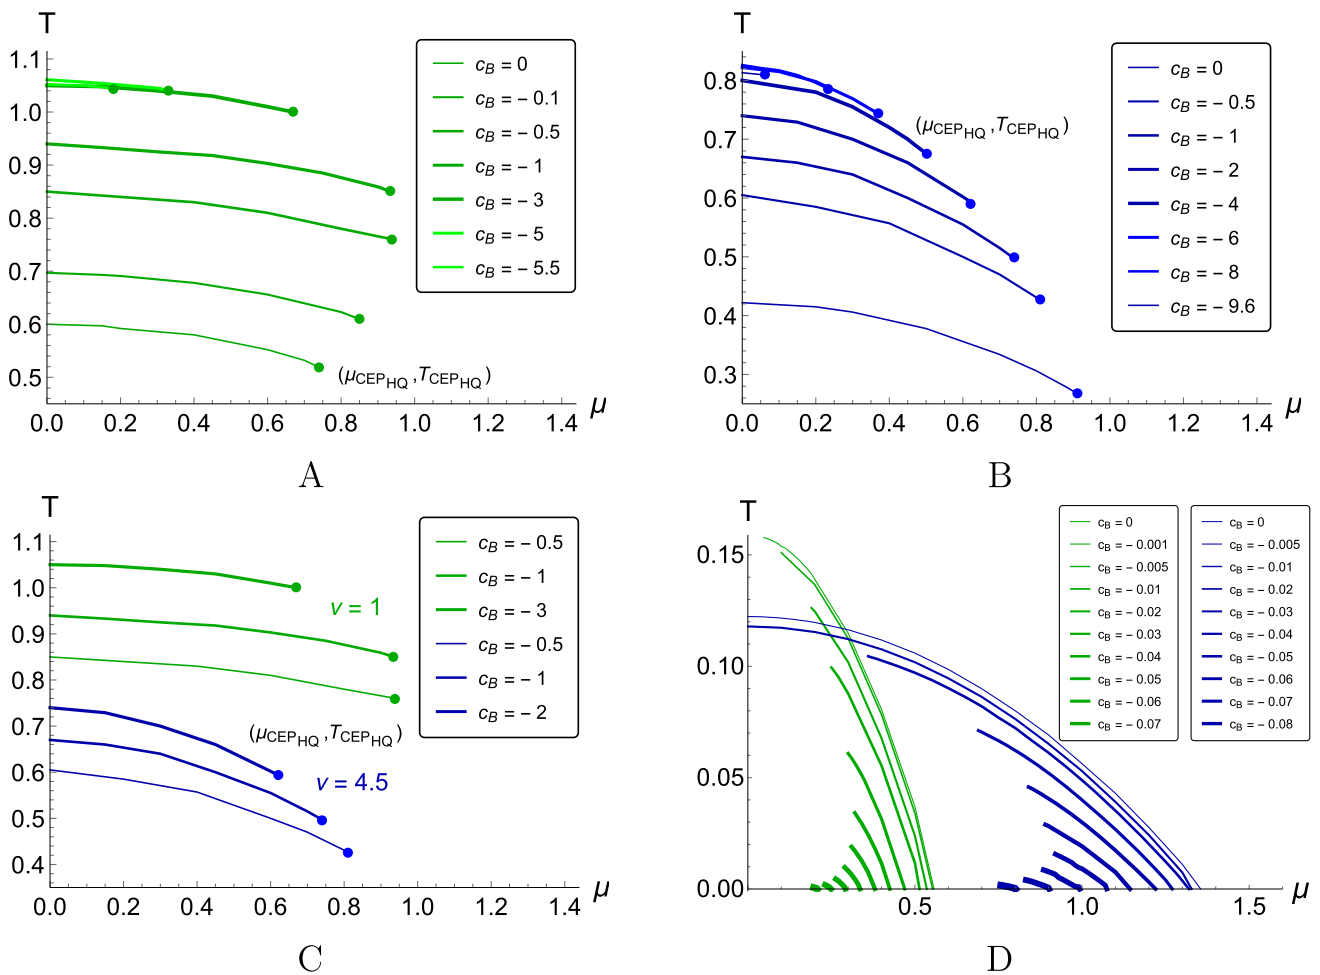 T
1.1
1.0
0.9
0.8
0.7
0.6
0.5
0.0 0.2 0.4 0.6 0.8 1.0 1.2 1.4 μ
c_B = 0
c_B = – 0.1
c_B = – 0.5
c_B = – 1
c_B = – 3
c_B = – 5
c_B = – 5.5
(μ_CEP_HQ , T_CEP_HQ)
A
T
0.8
0.7
0.6
0.5
0.4
0.3
0.0 0.2 0.4 0.6 0.8 1.0 1.2 1.4 μ
c_B = 0
c_B = – 0.5
c_B = – 1
c_B = – 2
c_B = – 4
c_B = – 6
c_B = – 8
c_B = – 9.6
(μ_CEP_HQ , T_CEP_HQ)
B
T
1.1
1.0
0.9
0.8
0.7
0.6
0.5
0.4
0.0 0.2 0.4 0.6 0.8 1.0 1.2 1.4 μ
c_B = – 0.5
c_B = – 1
c_B = – 3
c_B = – 0.5
c_B = – 1
c_B = – 2
ν = 1
(μ_CEP_HQ , T_CEP_HQ)
ν = 4.5
C
T
0.15
0.10
0.05
0.00
0.5 1.0 1.5 μ
c_B = 0
c_B = – 0.001
c_B = – 0.005
c_B = – 0.01
c_B = – 0.02
c_B = – 0.03
c_B = – 0.04
c_B = – 0.05
c_B = – 0.06
c_B = – 0.07
c_B = 0
c_B = – 0.005
c_B = – 0.01
c_B = – 0.02
c_B = – 0.03
c_B = – 0.04
c_B = – 0.05
c_B = – 0.06
c_B = – 0.07
c_B = – 0.08
D